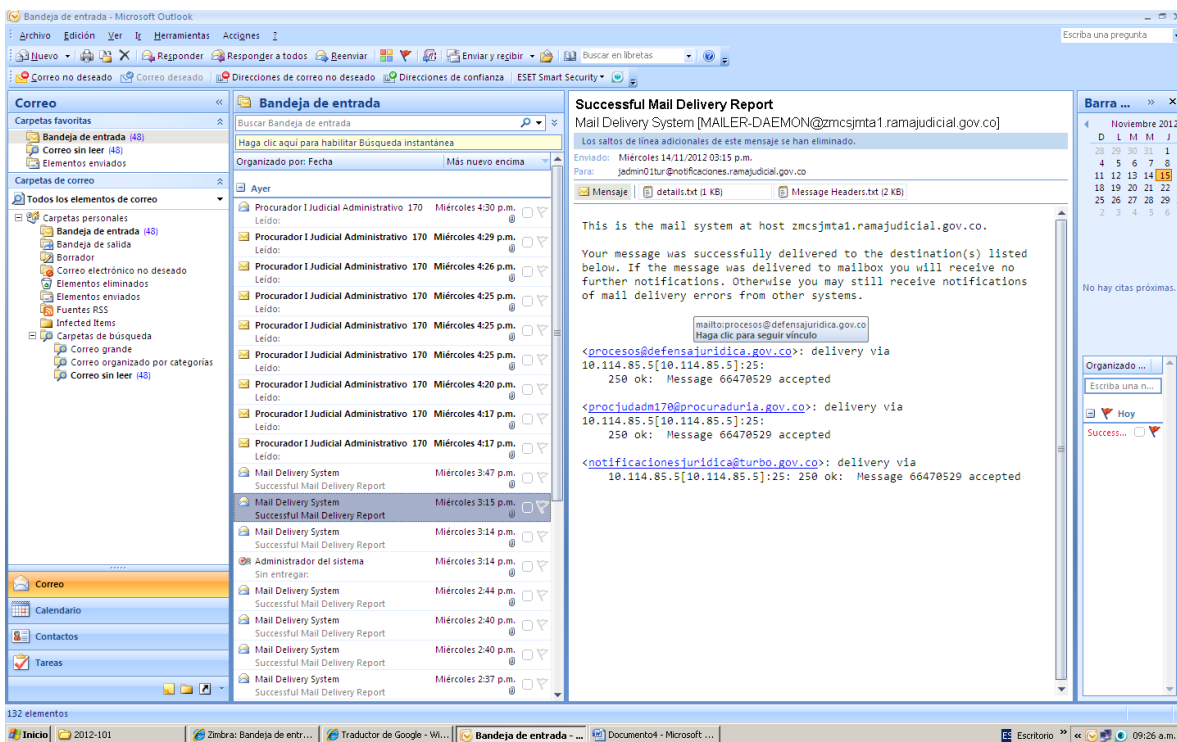 Bandeja de entrada - Microsoft Outlook
Archivo Edición Ver Ir Herramientas Acciones ?
Escriba una pregunta
Nuevo Responder Responder a todos Reenviar Enviar y recibir Buscar en libretas
Correo no deseado Correo deseado Direcciones de correo no deseado Direcciones de confianza ESET Smart Security
Correo «
Carpetas favoritas
Bandeja de entrada (48)
Correo sin leer (48)
Elementos enviados
Carpetas de correo
Todos los elementos de correo
Carpetas personales
Bandeja de entrada (48)
Bandeja de salida
Borrador
Correo electrónico no deseado
Elementos eliminados
Elementos enviados
Fuentes RSS
Infected Items
Carpetas de búsqueda
Correo grande
Correo organizado por categorías
Correo sin leer (48)
Correo
Calendario
Contactos
Tareas
Bandeja de entrada
Buscar Bandeja de entrada
Haga clic aquí para habilitar Búsqueda instantánea
Organizado por: Fecha Más nuevo encima
Ayer
Procurador I Judicial Administrativo 170 Miércoles 4:30 p.m.
Leído:
Procurador I Judicial Administrativo 170 Miércoles 4:29 p.m.
Leído:
Procurador I Judicial Administrativo 170 Miércoles 4:26 p.m.
Leído:
Procurador I Judicial Administrativo 170 Miércoles 4:25 p.m.
Leído:
Procurador I Judicial Administrativo 170 Miércoles 4:25 p.m.
Leído:
Procurador I Judicial Administrativo 170 Miércoles 4:25 p.m.
Leído:
Procurador I Judicial Administrativo 170 Miércoles 4:20 p.m.
Leído:
Procurador I Judicial Administrativo 170 Miércoles 4:17 p.m.
Leído:
Procurador I Judicial Administrativo 170 Miércoles 4:17 p.m.
Leído:
Mail Delivery System Miércoles 3:47 p.m.
Successful Mail Delivery Report
Mail Delivery System Miércoles 3:15 p.m.
Successful Mail Delivery Report
Mail Delivery System Miércoles 3:14 p.m.
Successful Mail Delivery Report
Administrador del sistema Miércoles 3:14 p.m.
Sin entregar:
Mail Delivery System Miércoles 2:44 p.m.
Successful Mail Delivery Report
Mail Delivery System Miércoles 2:40 p.m.
Successful Mail Delivery Report
Mail Delivery System Miércoles 2:40 p.m.
Successful Mail Delivery Report
Mail Delivery System Miércoles 2:37 p.m.
Successful Mail Delivery Report
Successful Mail Delivery Report
Mail Delivery System [MAILER-DAEMON@zmcsjmta1.ramajudicial.gov.co]
Los saltos de línea adicionales de este mensaje se han eliminado.
Enviado: Miércoles 14/11/2012 03:15 p.m.
Para: jadmin01tur@notificaciones.ramajudicial.gov.co
Mensaje details.txt (1 KB) Message Headers.txt (2 KB)
This is the mail system at host zmcsjmta1.ramajudicial.gov.co.
Your message was successfully delivered to the destination(s) listed
below. If the message was delivered to mailbox you will receive no
further notifications. Otherwise you may still receive notifications
of mail delivery errors from other systems.
mailto:procesos@defensajuridica.gov.co
Haga clic para seguir vínculo
<procesos@defensajuridica.gov.co>: delivery via
10.114.85.5[10.114.85.5]:25:
250 ok: Message 66470529 accepted
<procjudadm170@procuraduria.gov.co>: delivery via
10.114.85.5[10.114.85.5]:25:
250 ok: Message 66470529 accepted
<notificacionesjuridica@turbo.gov.co>: delivery via
10.114.85.5[10.114.85.5]:25: 250 ok: Message 66470529 accepted
Barra ... »
Noviembre 2012
D L M M J
28 29 30 31 1
4 5 6 7 8
11 12 13 14 15
18 19 20 21 22
25 26 27 28 29
2 3 4 5 6
No hay citas próximas.
Organizado ...
Escriba una n...
Hoy
Success...
132 elementos
Inicio 2012-101 Zimbra: Bandeja de entr... Traductor de Google - Wi... Bandeja de entrada - ... Documento4 - Microsoft ... ES Escritorio » « 09:26 a.m.